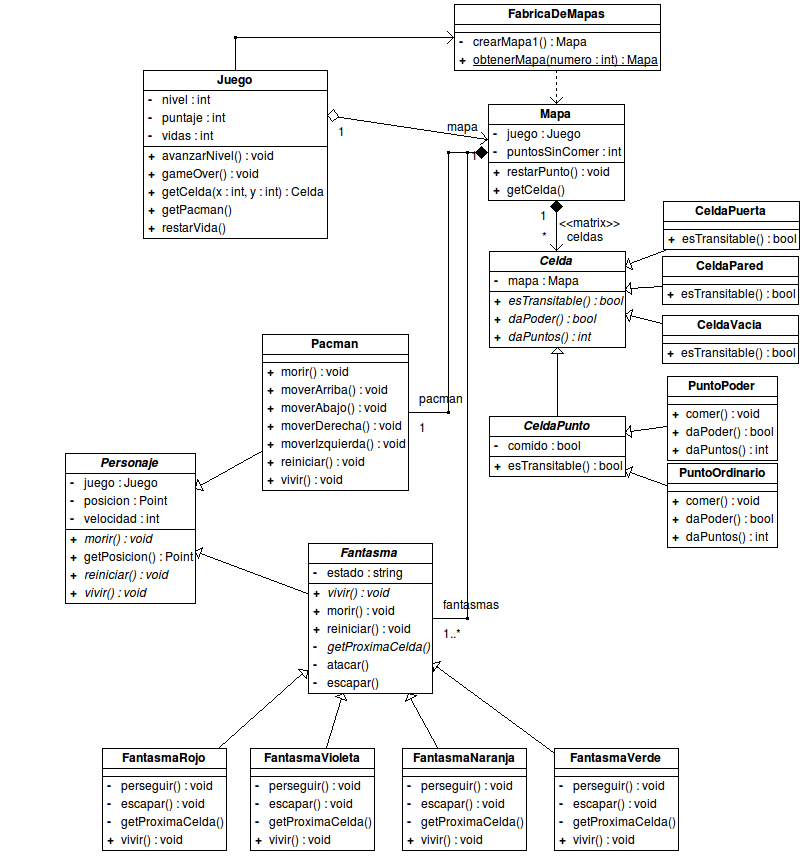 FabricaDeMapas
- crearMapa1() : Mapa
+ obtenerMapa(numero : int) : Mapa
Juego
- nivel : int
- puntaje : int
- vidas : int
+ avanzarNivel() : void
+ gameOver() : void
+ getCelda(x : int, y : int) : Celda
+ getPacman()
+ restarVida()
1
mapa
Mapa
- juego : Juego
- puntosSinComer : int
+ restarPunto() : void
+ getCelda()
1
1
<<matrix>>
* celdas
Celda
- mapa : Mapa
+ esTransitable() : bool
+ daPoder() : bool
+ daPuntos() : int
CeldaPuerta
+ esTransitable() : bool
CeldaPared
+ esTransitable() : bool
CeldaVacia
+ esTransitable() : bool
Pacman
+ morir() : void
+ moverArriba() : void
+ moverAbajo() : void
+ moverDerecha() : void
+ moverIzquierda() : void
+ reiniciar() : void
+ vivir() : void
pacman
1
CeldaPunto
- comido : bool
+ esTransitable() : bool
PuntoPoder
+ comer() : void
+ daPoder() : bool
+ daPuntos() : int
PuntoOrdinario
+ comer() : void
+ daPoder() : bool
+ daPuntos() : int
Personaje
- juego : Juego
- posicion : Point
- velocidad : int
+ morir() : void
+ getPosicion() : Point
+ reiniciar() : void
+ vivir() : void
Fantasma
- estado : string
+ vivir() : void
+ morir() : void
+ reiniciar() : void
- getProximaCelda()
- atacar()
- escapar()
fantasmas
1..*
FantasmaRojo
- perseguir() : void
- escapar() : void
- getProximaCelda()
+ vivir() : void
FantasmaVioleta
- perseguir() : void
- escapar() : void
- getProximaCelda()
+ vivir() : void
FantasmaNaranja
- perseguir() : void
- escapar() : void
- getProximaCelda()
+ vivir() : void
FantasmaVerde
- perseguir() : void
- escapar() : void
- getProximaCelda()
+ vivir() : void